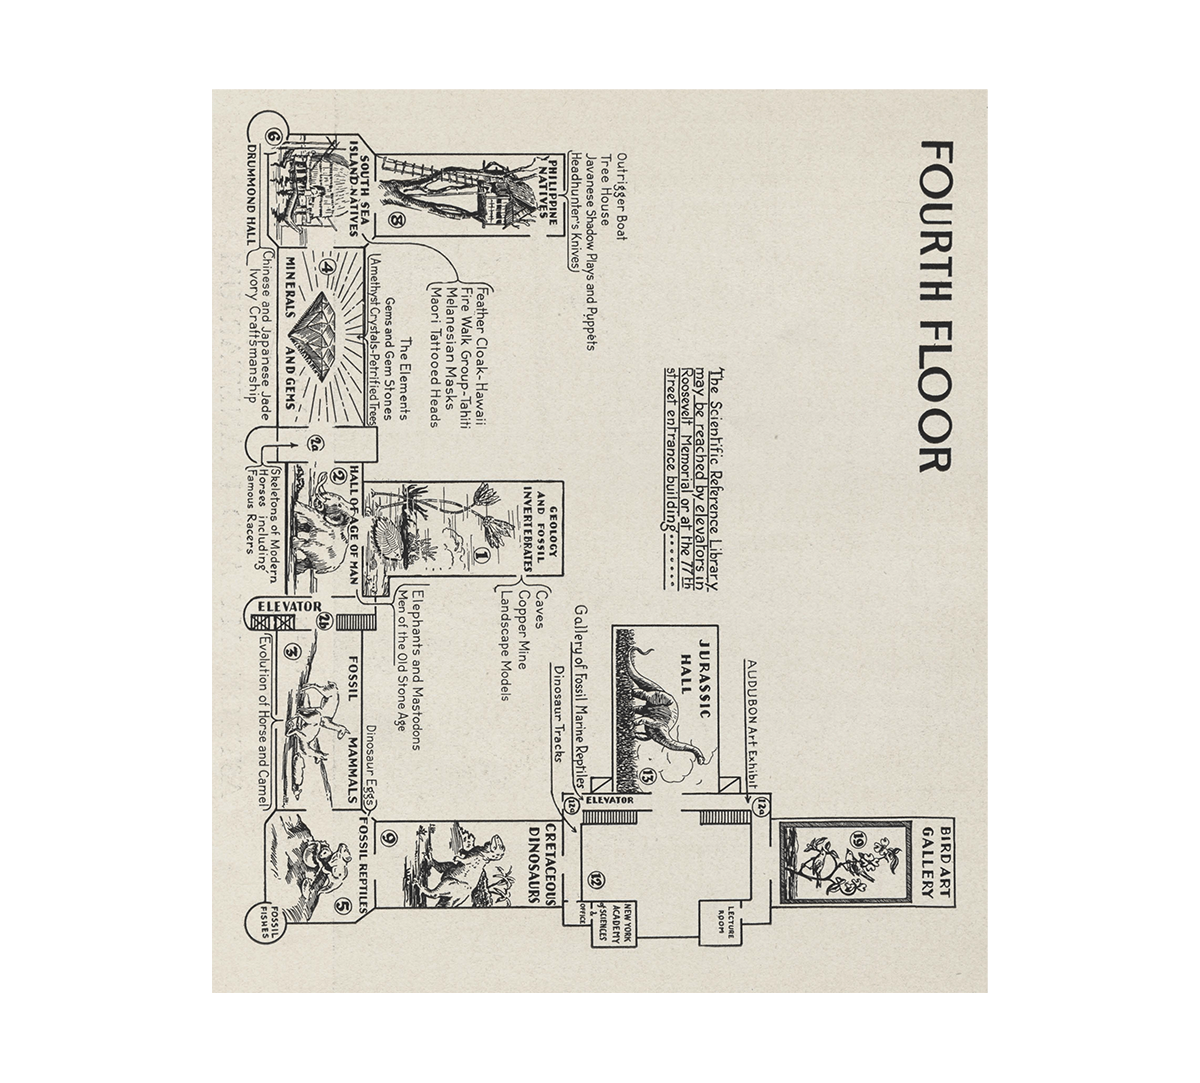 FOURTH FLOOR
BIRD ART
GALLERY
19
AUDUBON Art Exhibit
12a
LECTURE
ROOM
The Scientific Reference Library
may be reached by elevators in
Roosevelt Memorial or at the 77th
street entrance building.......
JURASSIC
HALL
13
ELEVATOR
12a
12
NEW YORK
ACADEMY
of SCIENCES
&
OFFICE
Gallery of Fossil Marine Reptiles
Dinosaur Tracks
Outrigger Boat
Tree House
Javanese Shadow Plays and Puppets
Headhunter's Knives
PHILIPPINE
NATIVES
8
GEOLOGY
AND FOSSIL
INVERTEBRATES
1
Caves
Copper Mine
Landscape Models
CRETACEOUS
DINOSAURS
9
Feather Cloak-Hawaii
Fire Walk Group-Tahiti
Melanesian Masks
Maori Tattooed Heads
Elephants and Mastodons
Men of the Old Stone Age
The Elements
Gems and Gem Stones
Amethyst Crystals-Petrified Trees
Dinosaur Eggs
SOUTH SEA
ISLAND NATIVES
6
DRUMMOND HALL
4
MINERALS AND GEMS
2a
2
HALL OF AGE OF MAN
ELEVATOR
2b
3
FOSSIL MAMMALS
FOSSIL REPTILES
5
FOSSIL
FISHES
Chinese and Japanese Jade
Ivory Craftsmanship
Skeletons of Modern
Horses including
Famous Racers
Evolution of Horse and Camel